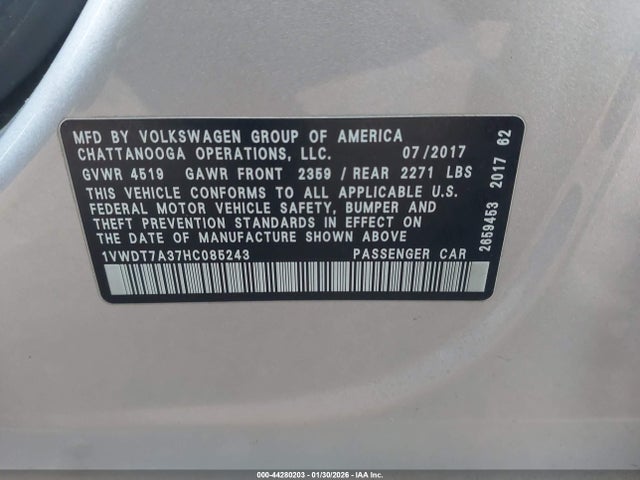 MFD BY VOLKSWAGEN GROUP OF AMERICA
CHATTANOOGA OPERATIONS, LLC. 07/2017
GVWR 4519 GAWR FRONT 2359 / REAR 2271 LBS
THIS VEHICLE CONFORMS TO ALL APPLICABLE U.S.
FEDERAL MOTOR VEHICLE SAFETY, BUMPER AND
THEFT PREVENTION STANDARDS IN EFFECT ON
THE DATE OF MANUFACTURE SHOWN ABOVE
1VWDT7A37HC085243 PASSENGER CAR
2659453 2017 62
000-44280203 - 01/30/2026 - IAA Inc.